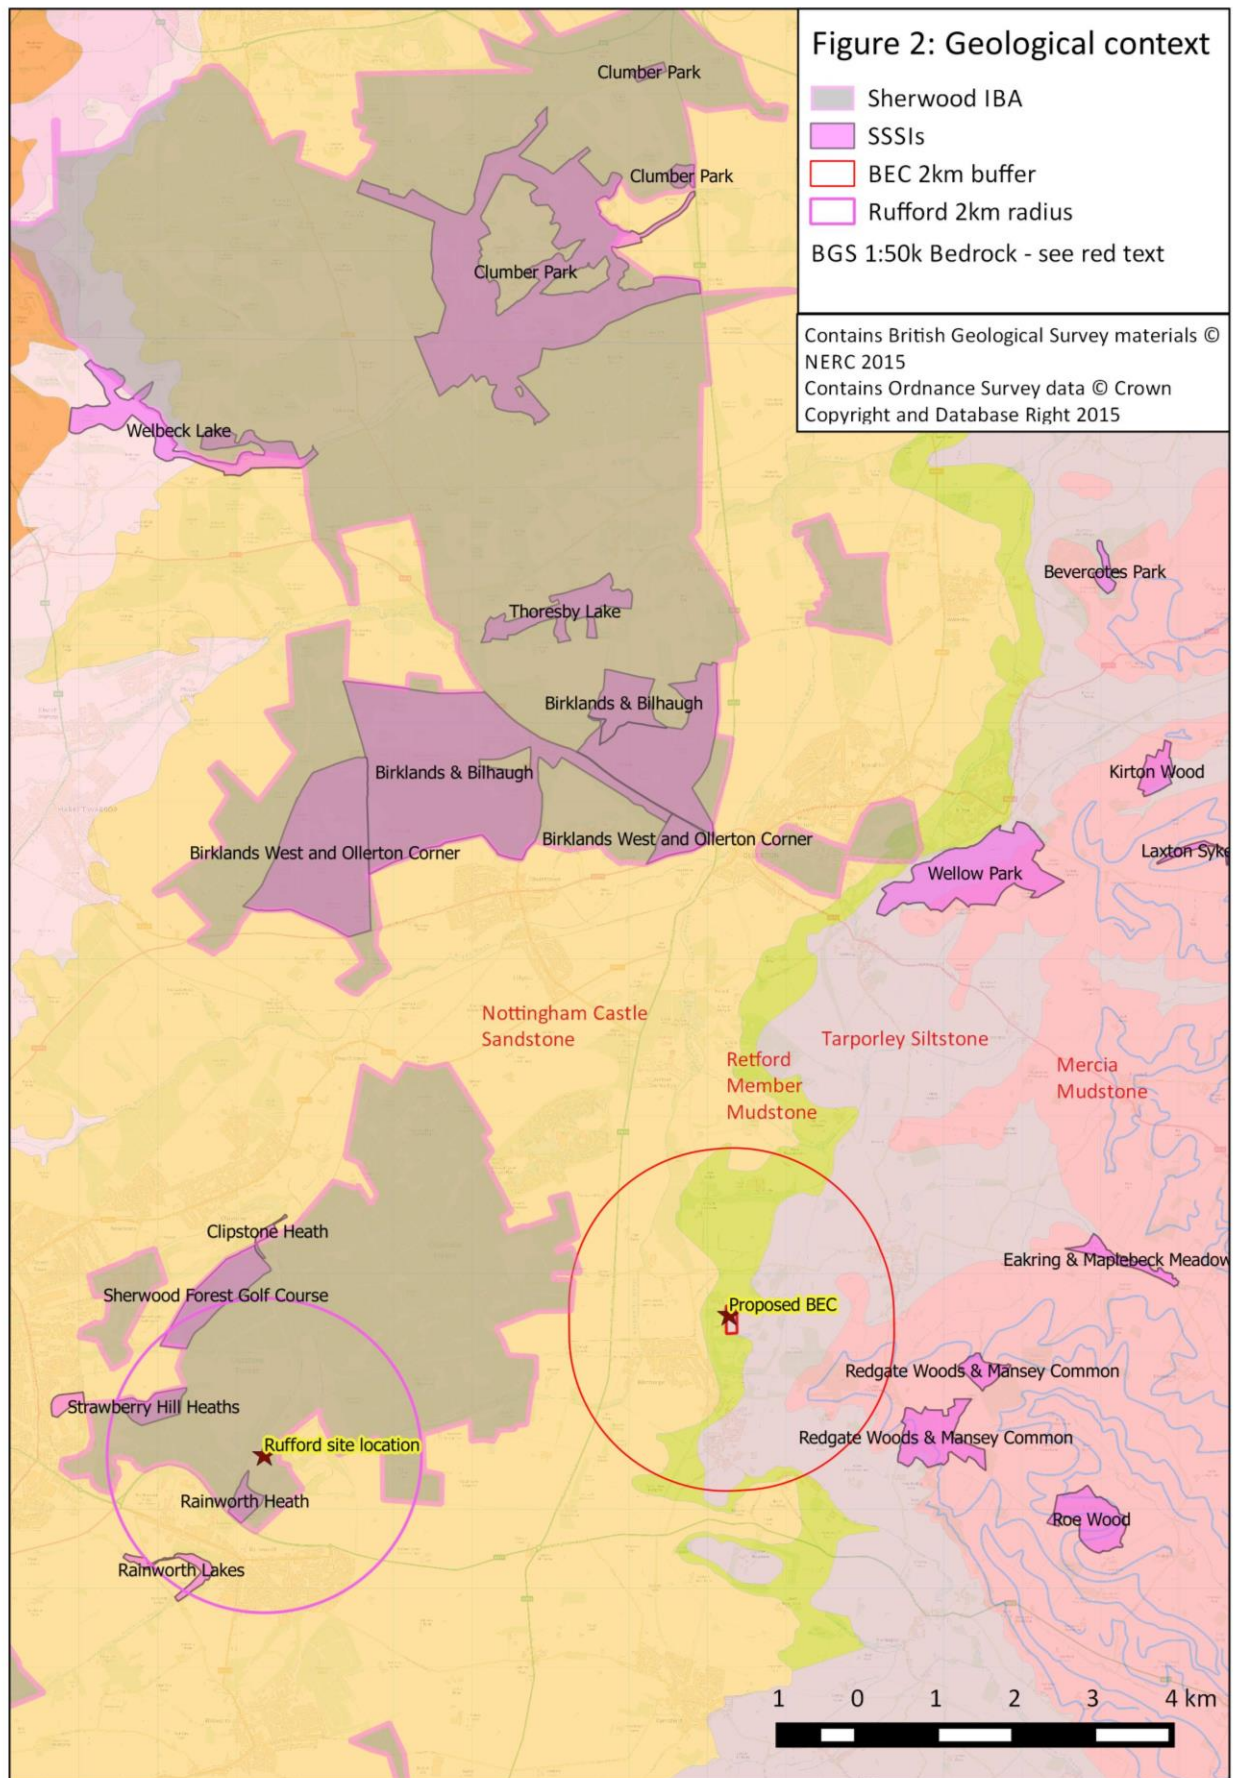 Figure 2: Geological context
Sherwood IBA
SSSIs
BEC 2km buffer
Rufford 2km radius
BGS 1:50k Bedrock - see red text
Contains British Geological Survey materials ©
NERC 2015
Contains Ordnance Survey data © Crown
Copyright and Database Right 2015
Clumber Park
Clumber Park
Clumber Park
Welbeck Lake
Bevercotes Park
Thoresby Lake
Birklands & Bilhaugh
Birklands & Bilhaugh
Kirton Wood
Birklands West and Ollerton Corner
Birklands West and Ollerton Corner
Laxton Syke
Wellow Park
Nottingham Castle
Sandstone
Tarporley Siltstone
Retford
Member
Mudstone
Mercia
Mudstone
Clipstone Heath
Eakring & Maplebeck Meadow
Sherwood Forest Golf Course
Proposed BEC
Redgate Woods & Mansey Common
Strawberry Hill Heaths
Redgate Woods & Mansey Common
Rufford site location
Rainworth Heath
Roe Wood
Rainworth Lakes
1 0 1 2 3 4 km